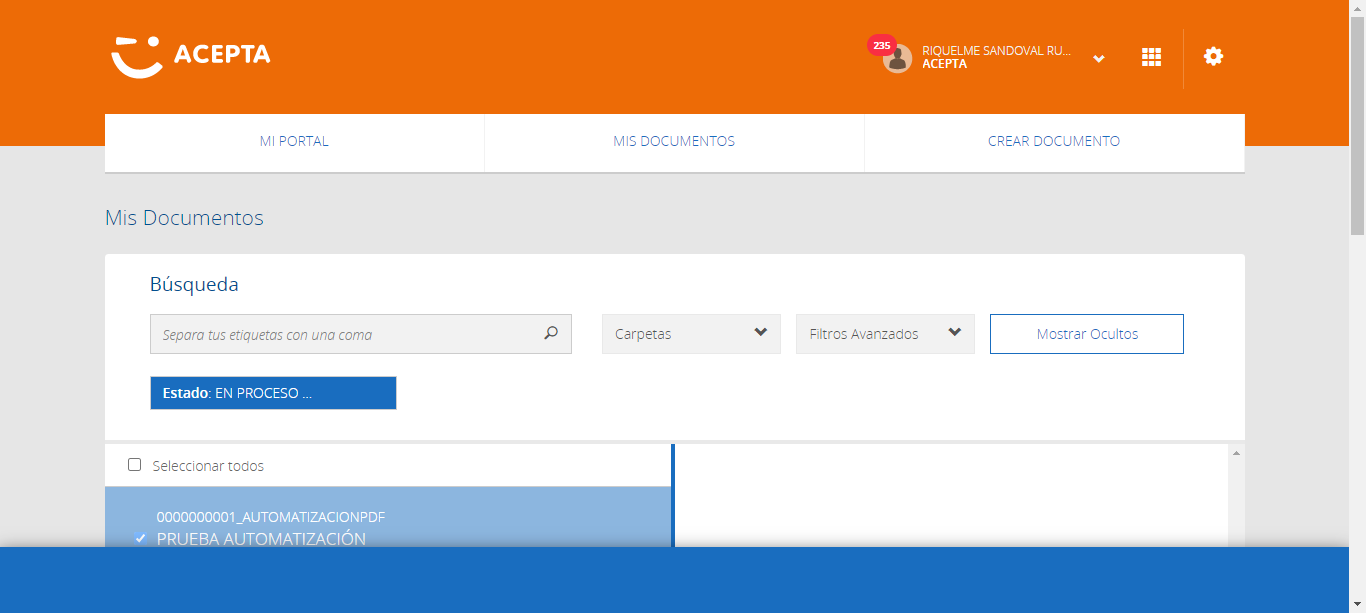 ACEPTA
235
RIQUELME SANDOVAL RU...
ACEPTA
MI PORTAL
MIS DOCUMENTOS
CREAR DOCUMENTO
Mis Documentos
Búsqueda
Separa tus etiquetas con una coma
Carpetas
Filtros Avanzados
Mostrar Ocultos
Estado: EN PROCESO ...
Seleccionar todos
0000000001_AUTOMATIZACIONPDF
PRUEBA AUTOMATIZACIÓN